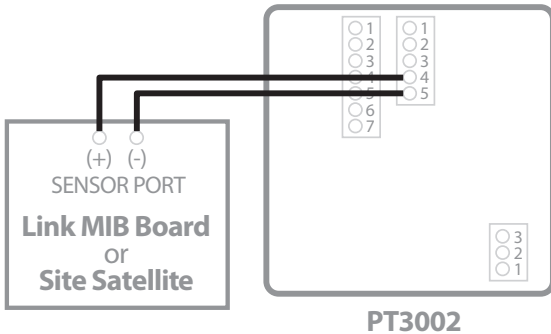 1 1
2 2
3 3
4 4
5 5
6
7
(+) (-)
SENSOR PORT
Link MIB Board
or
Site Satellite
3
2
1
PT3002